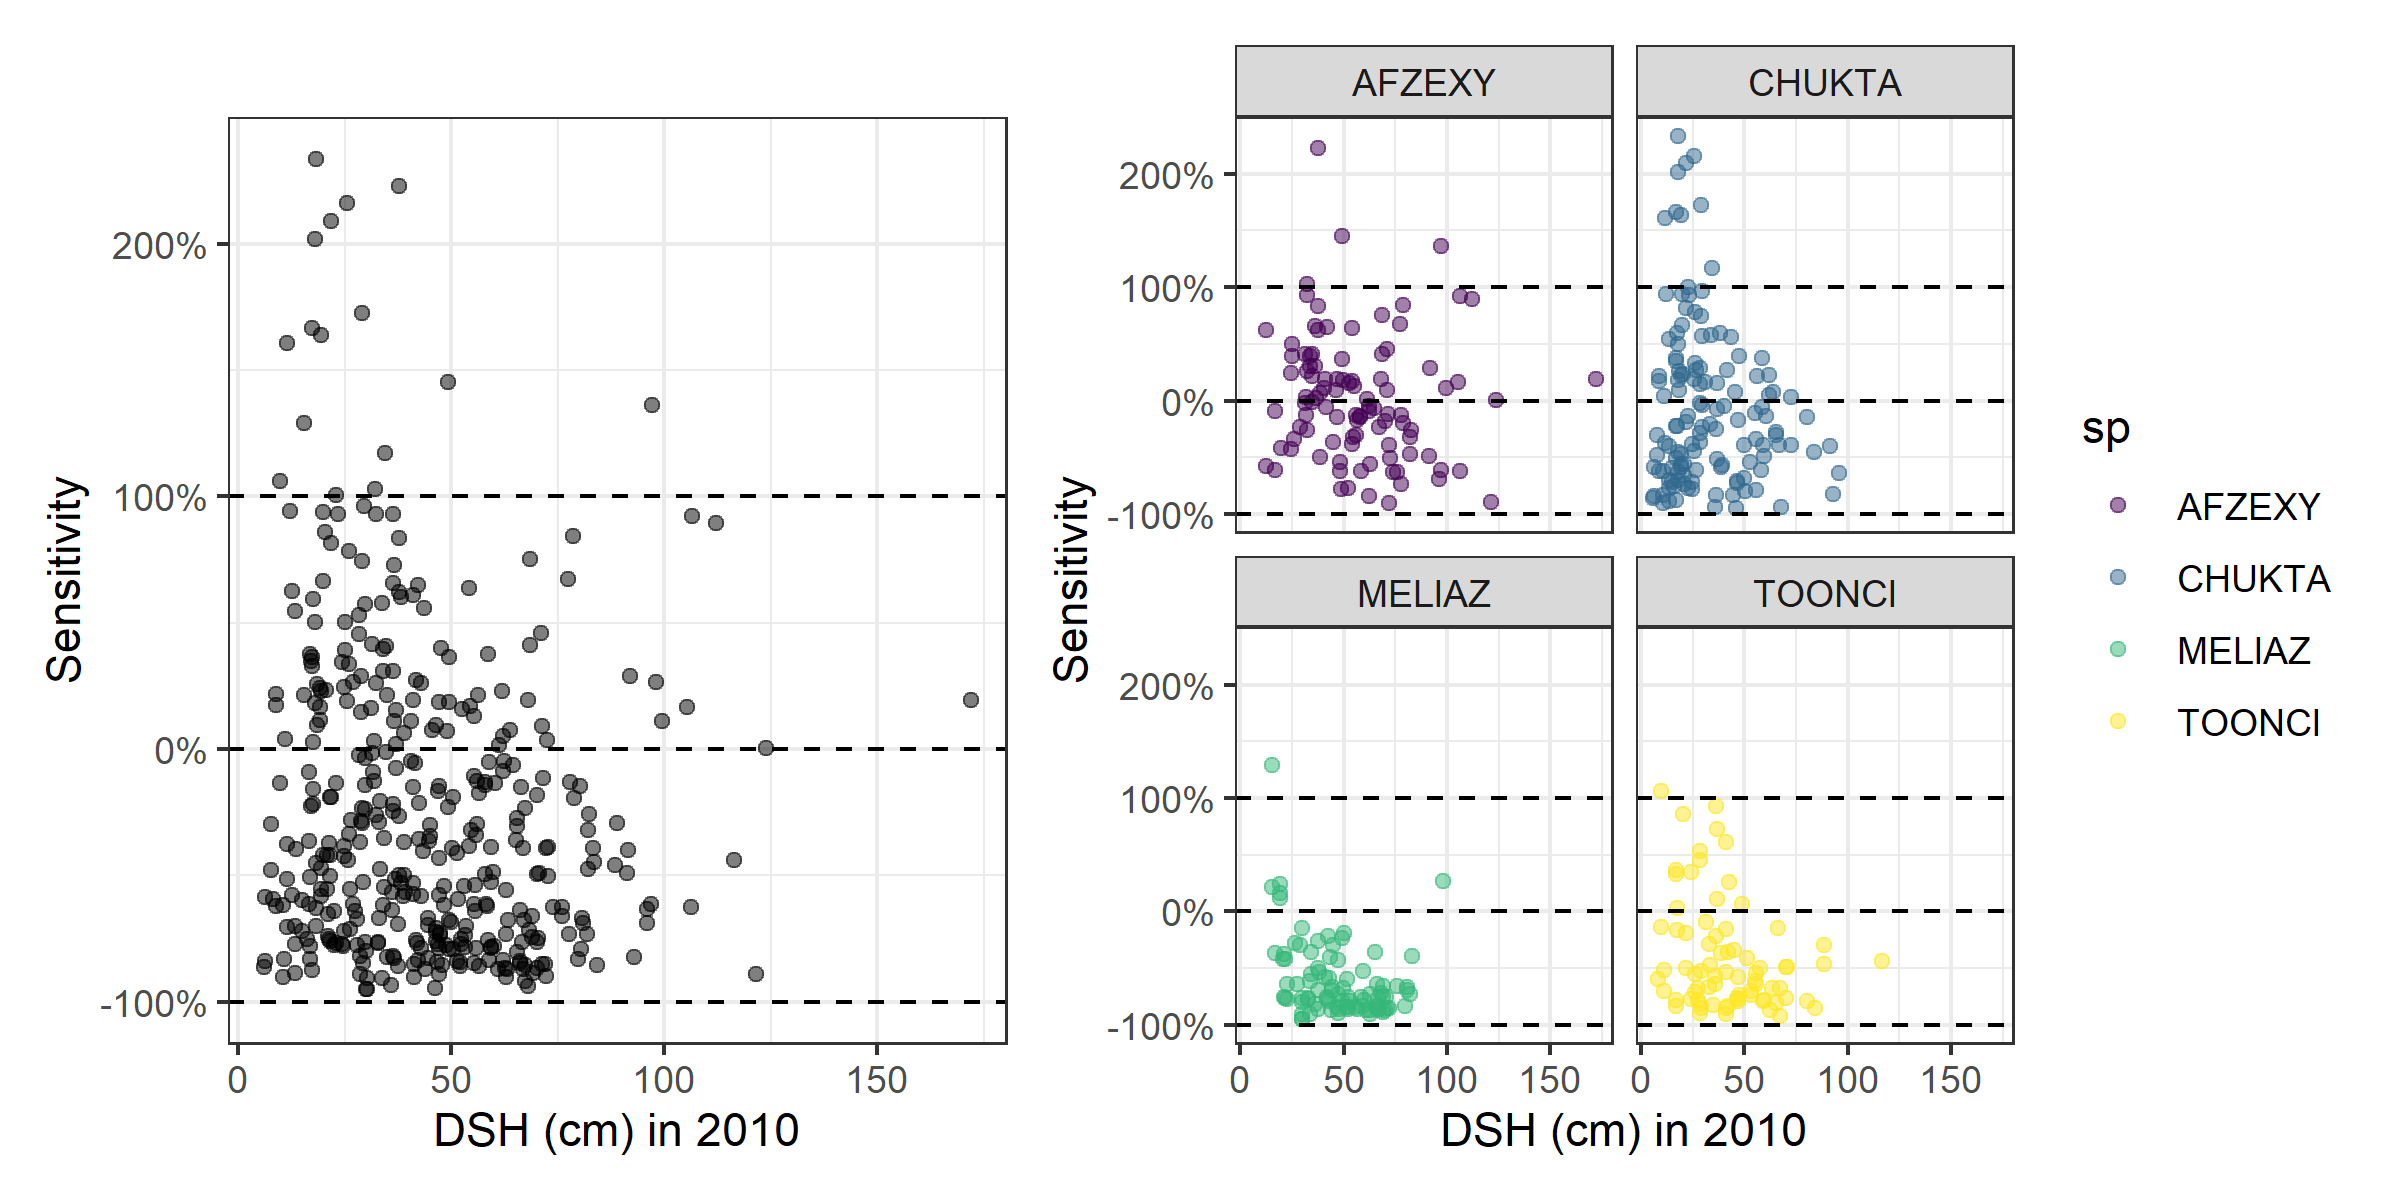 Sensitivity
200%
100%
0%
-100%
0 50 100 150
DSH (cm) in 2010
Sensitivity
AFZEXY CHUKTA
200%
100%
0%
-100%
MELIAZ TOONCI
200%
100%
0%
-100%
0 50 100 150 0 50 100 150
DSH (cm) in 2010
sp
AFZEXY
CHUKTA
MELIAZ
TOONCI